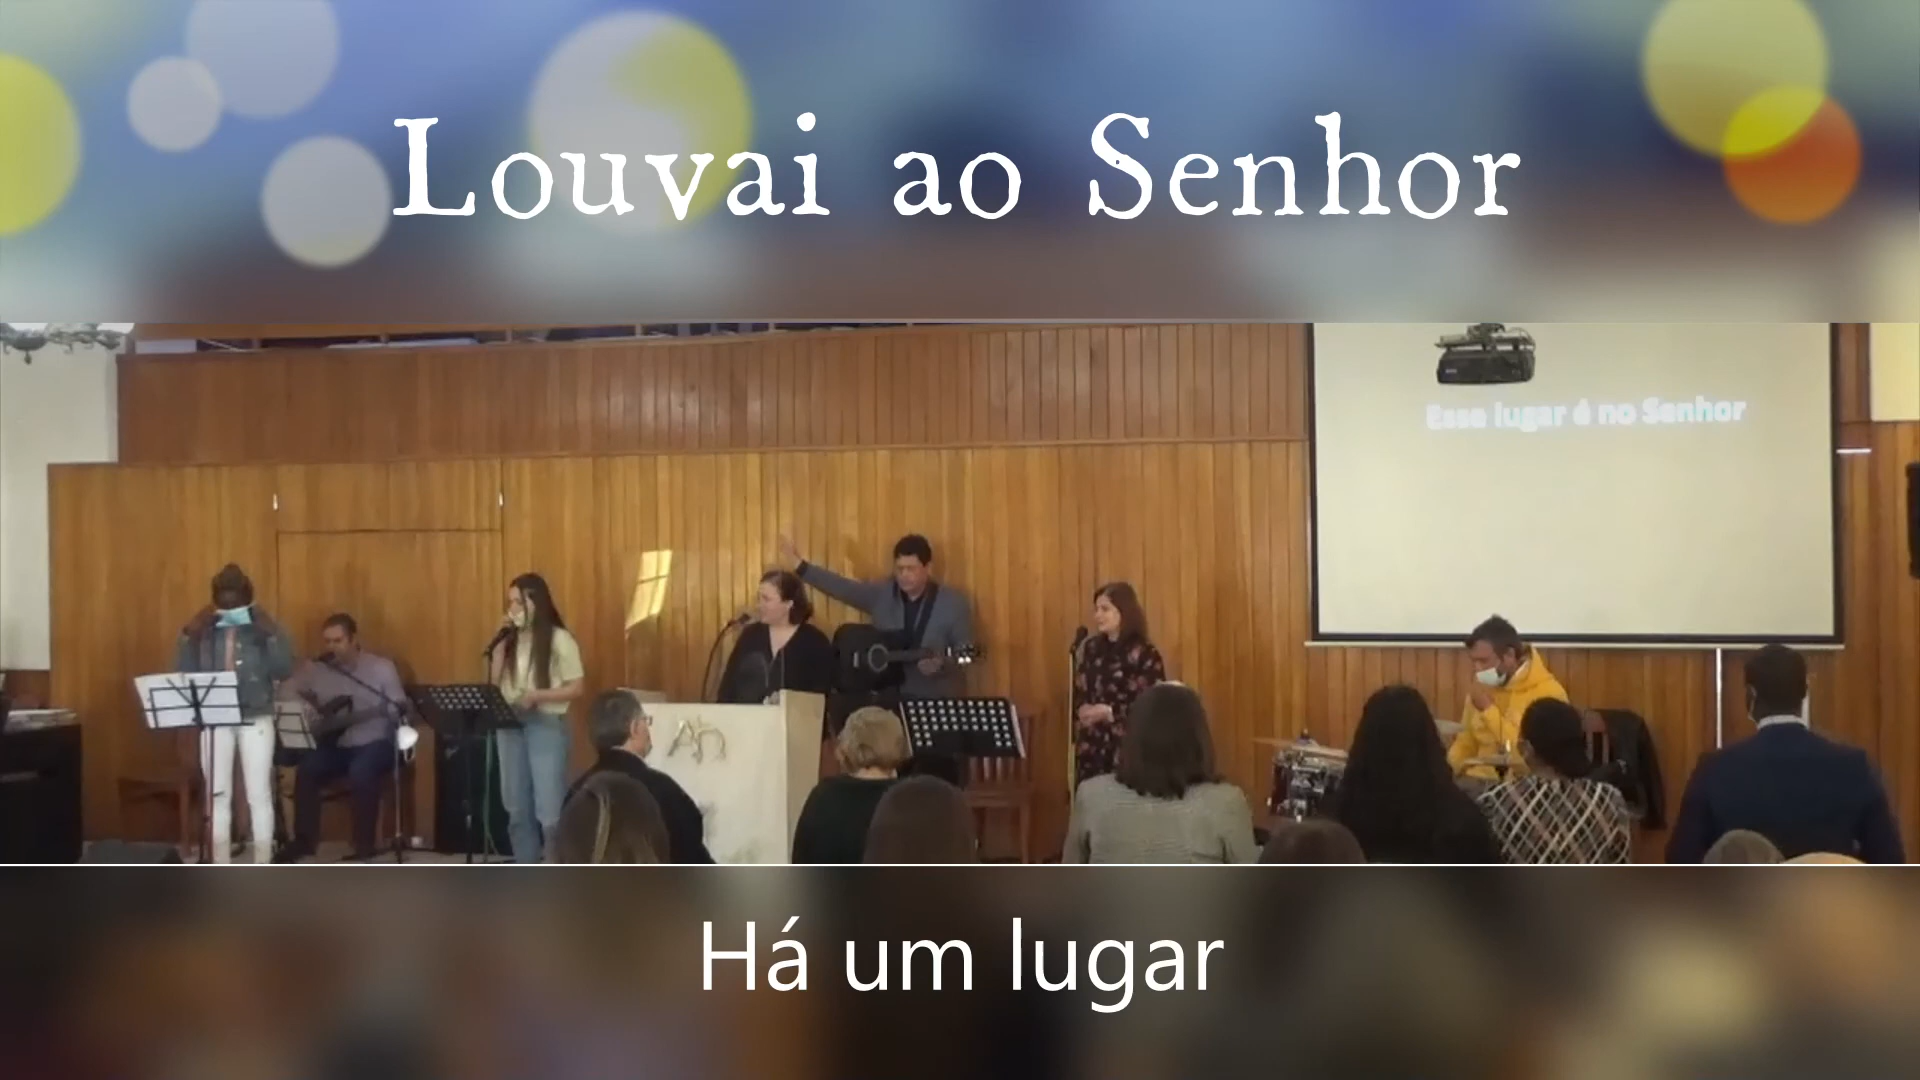 Louvai ao Senhor
Esse lugar é no Senhor
Há um lugar